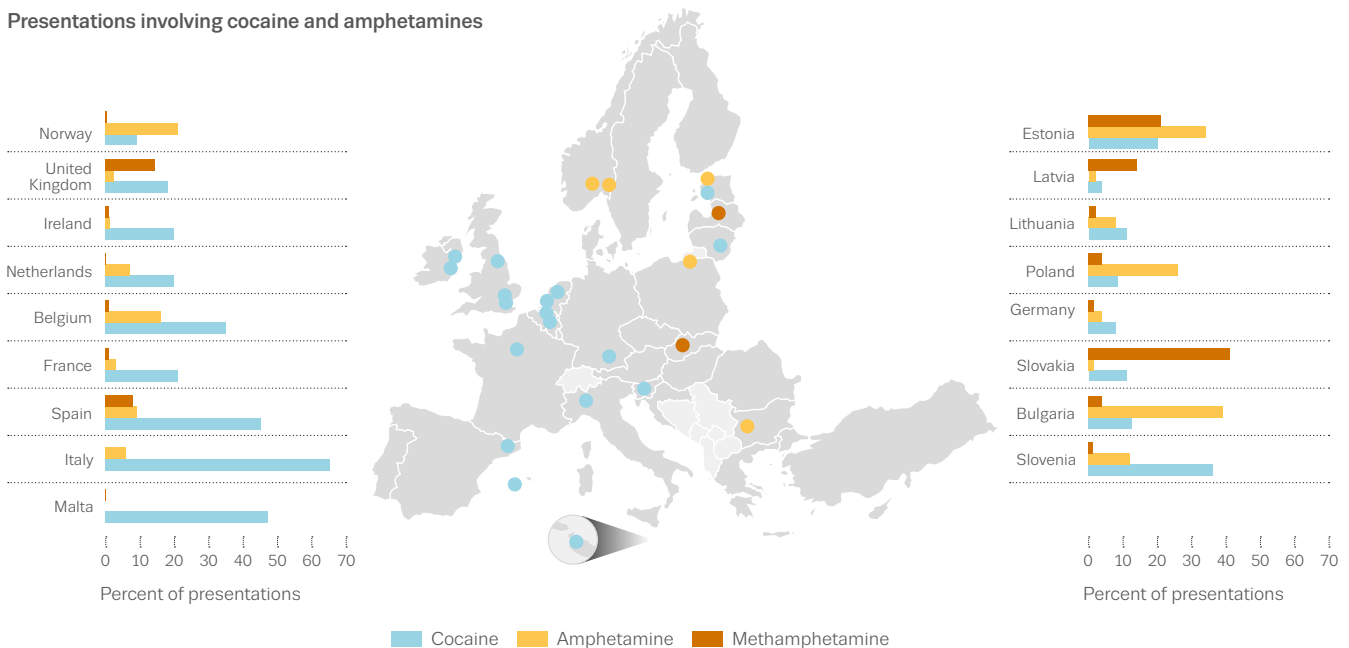 Presentations involving cocaine and amphetamines
Norway
United
Kingdom
Ireland
Netherlands
Belgium
France
Spain
Italy
Malta
0 10 20 30 40 50 60 70
Percent of presentations
Estonia
Latvia
Lithuania
Poland
Germany
Slovakia
Bulgaria
Slovenia
0 10 20 30 40 50 60 70
Percent of presentations
Cocaine Amphetamine Methamphetamine